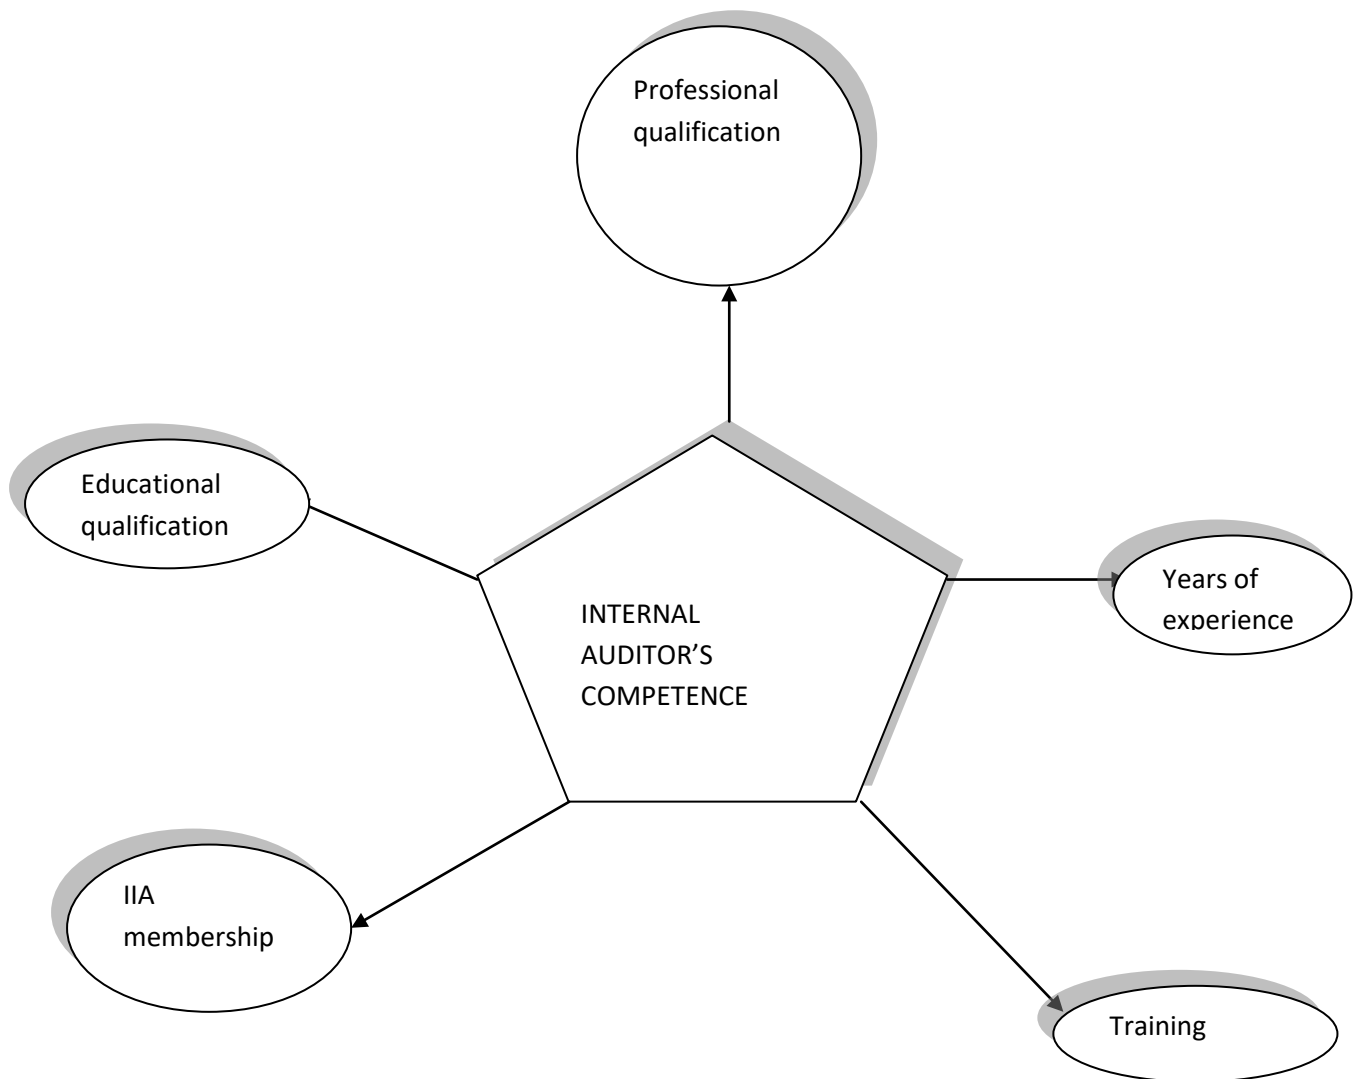 Professional
qualification
Educational
qualification
Years of
experience
INTERNAL
AUDITOR’S
COMPETENCE
IIA
membership
Training